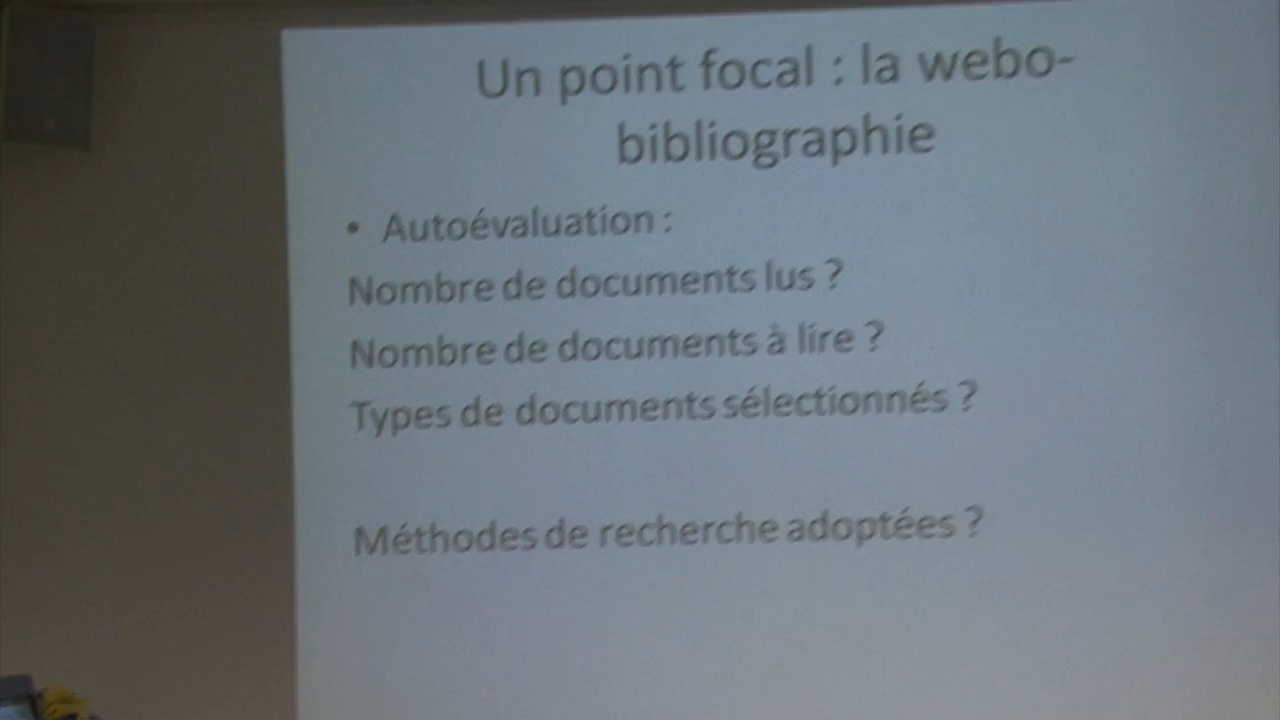 Un point focal : la webo-
bibliographie
• Autoévaluation :
Nombre de documents lus ?
Nombre de documents à lire ?
Types de documents sélectionnés ?
Méthodes de recherche adoptées ?